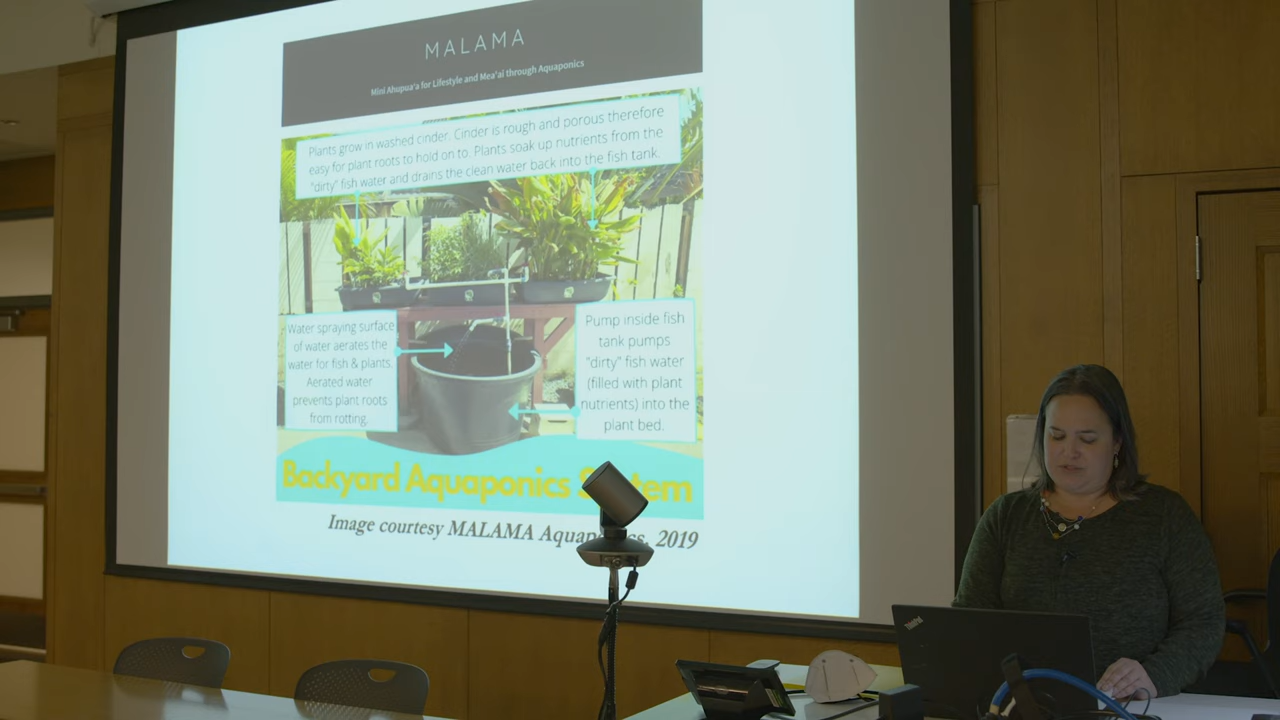 MALAMA
Mini Ahupua'a for Lifestyle and Mea'ai through Aquaponics
Plants grow in washed cinder. Cinder is rough and porous therefore
easy for plant roots to hold on to. Plants soak up nutrients from the
"dirty" fish water and drains the clean water back into the fish tank.
Water spraying surface
of water aerates the
water for fish & plants.
Aerated water
prevents plant roots
from rotting.
Pump inside fish
tank pumps
"dirty" fish water
(filled with plant
nutrients) into the
plant bed.
Backyard Aquaponics
Image courtesy MALAMA 2019
ThinkPad